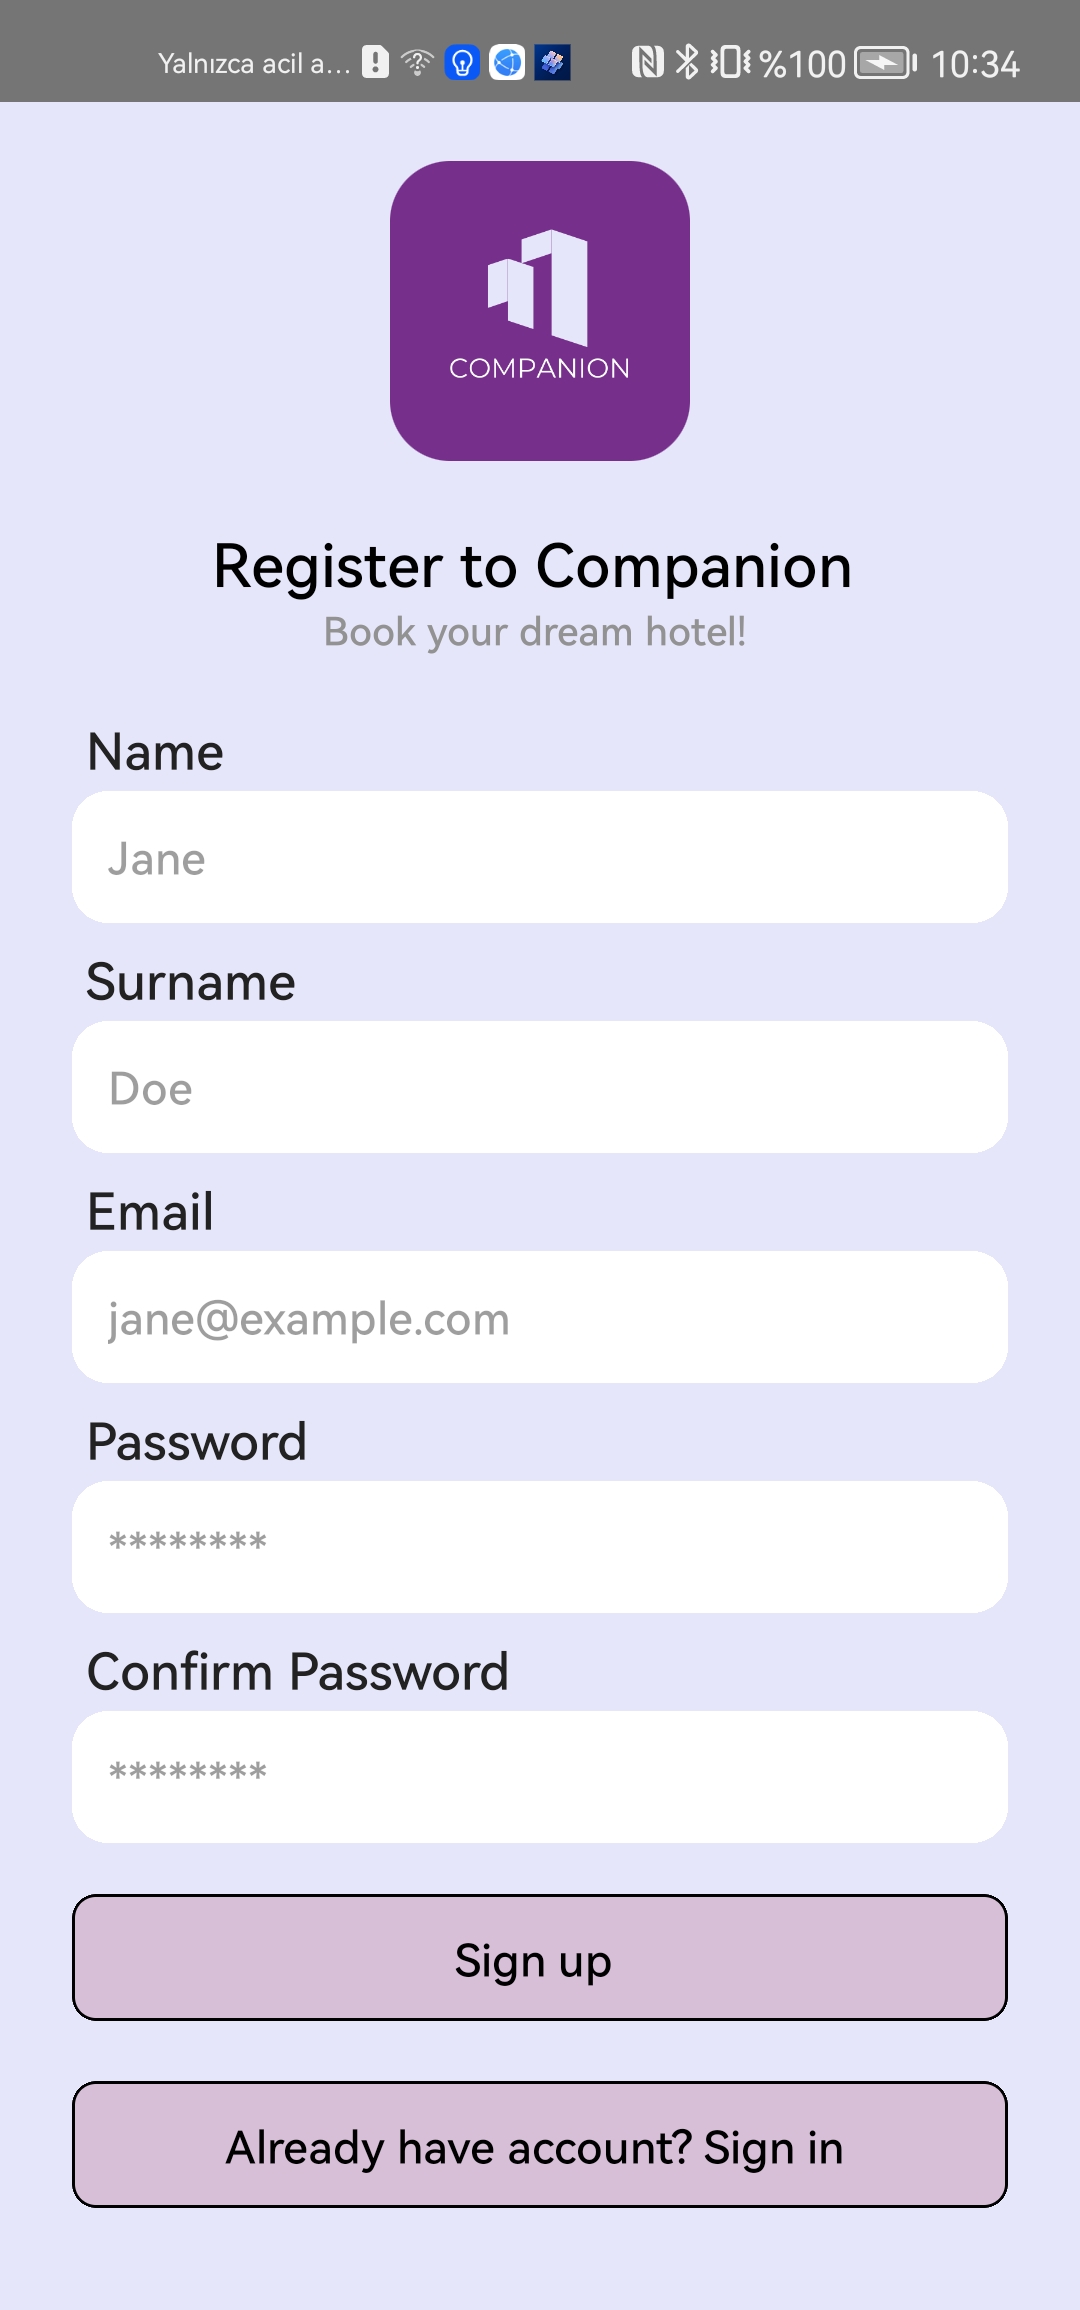 Yalnızca acil a... %100 10:34
COMPANION
Register to Companion
Book your dream hotel!
Name
Jane
Surname
Doe
Email
jane@example.com
Password
********
Confirm Password
********
Sign up
Already have account? Sign in